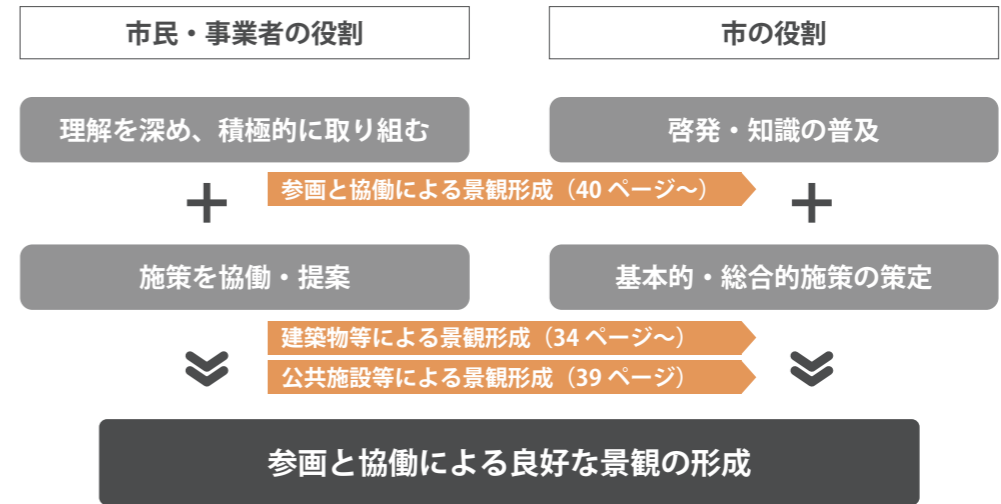 市民・事業者の役割
市の役割
理解を深め、積極的に取り組む
啓発・知識の普及
+
参画と協働による景観形成（40 ページ～）
+
施策を協働・提案
基本的・総合的施策の策定
建築物等による景観形成（34 ページ～）
公共施設等による景観形成（39 ページ）
参画と協働による良好な景観の形成